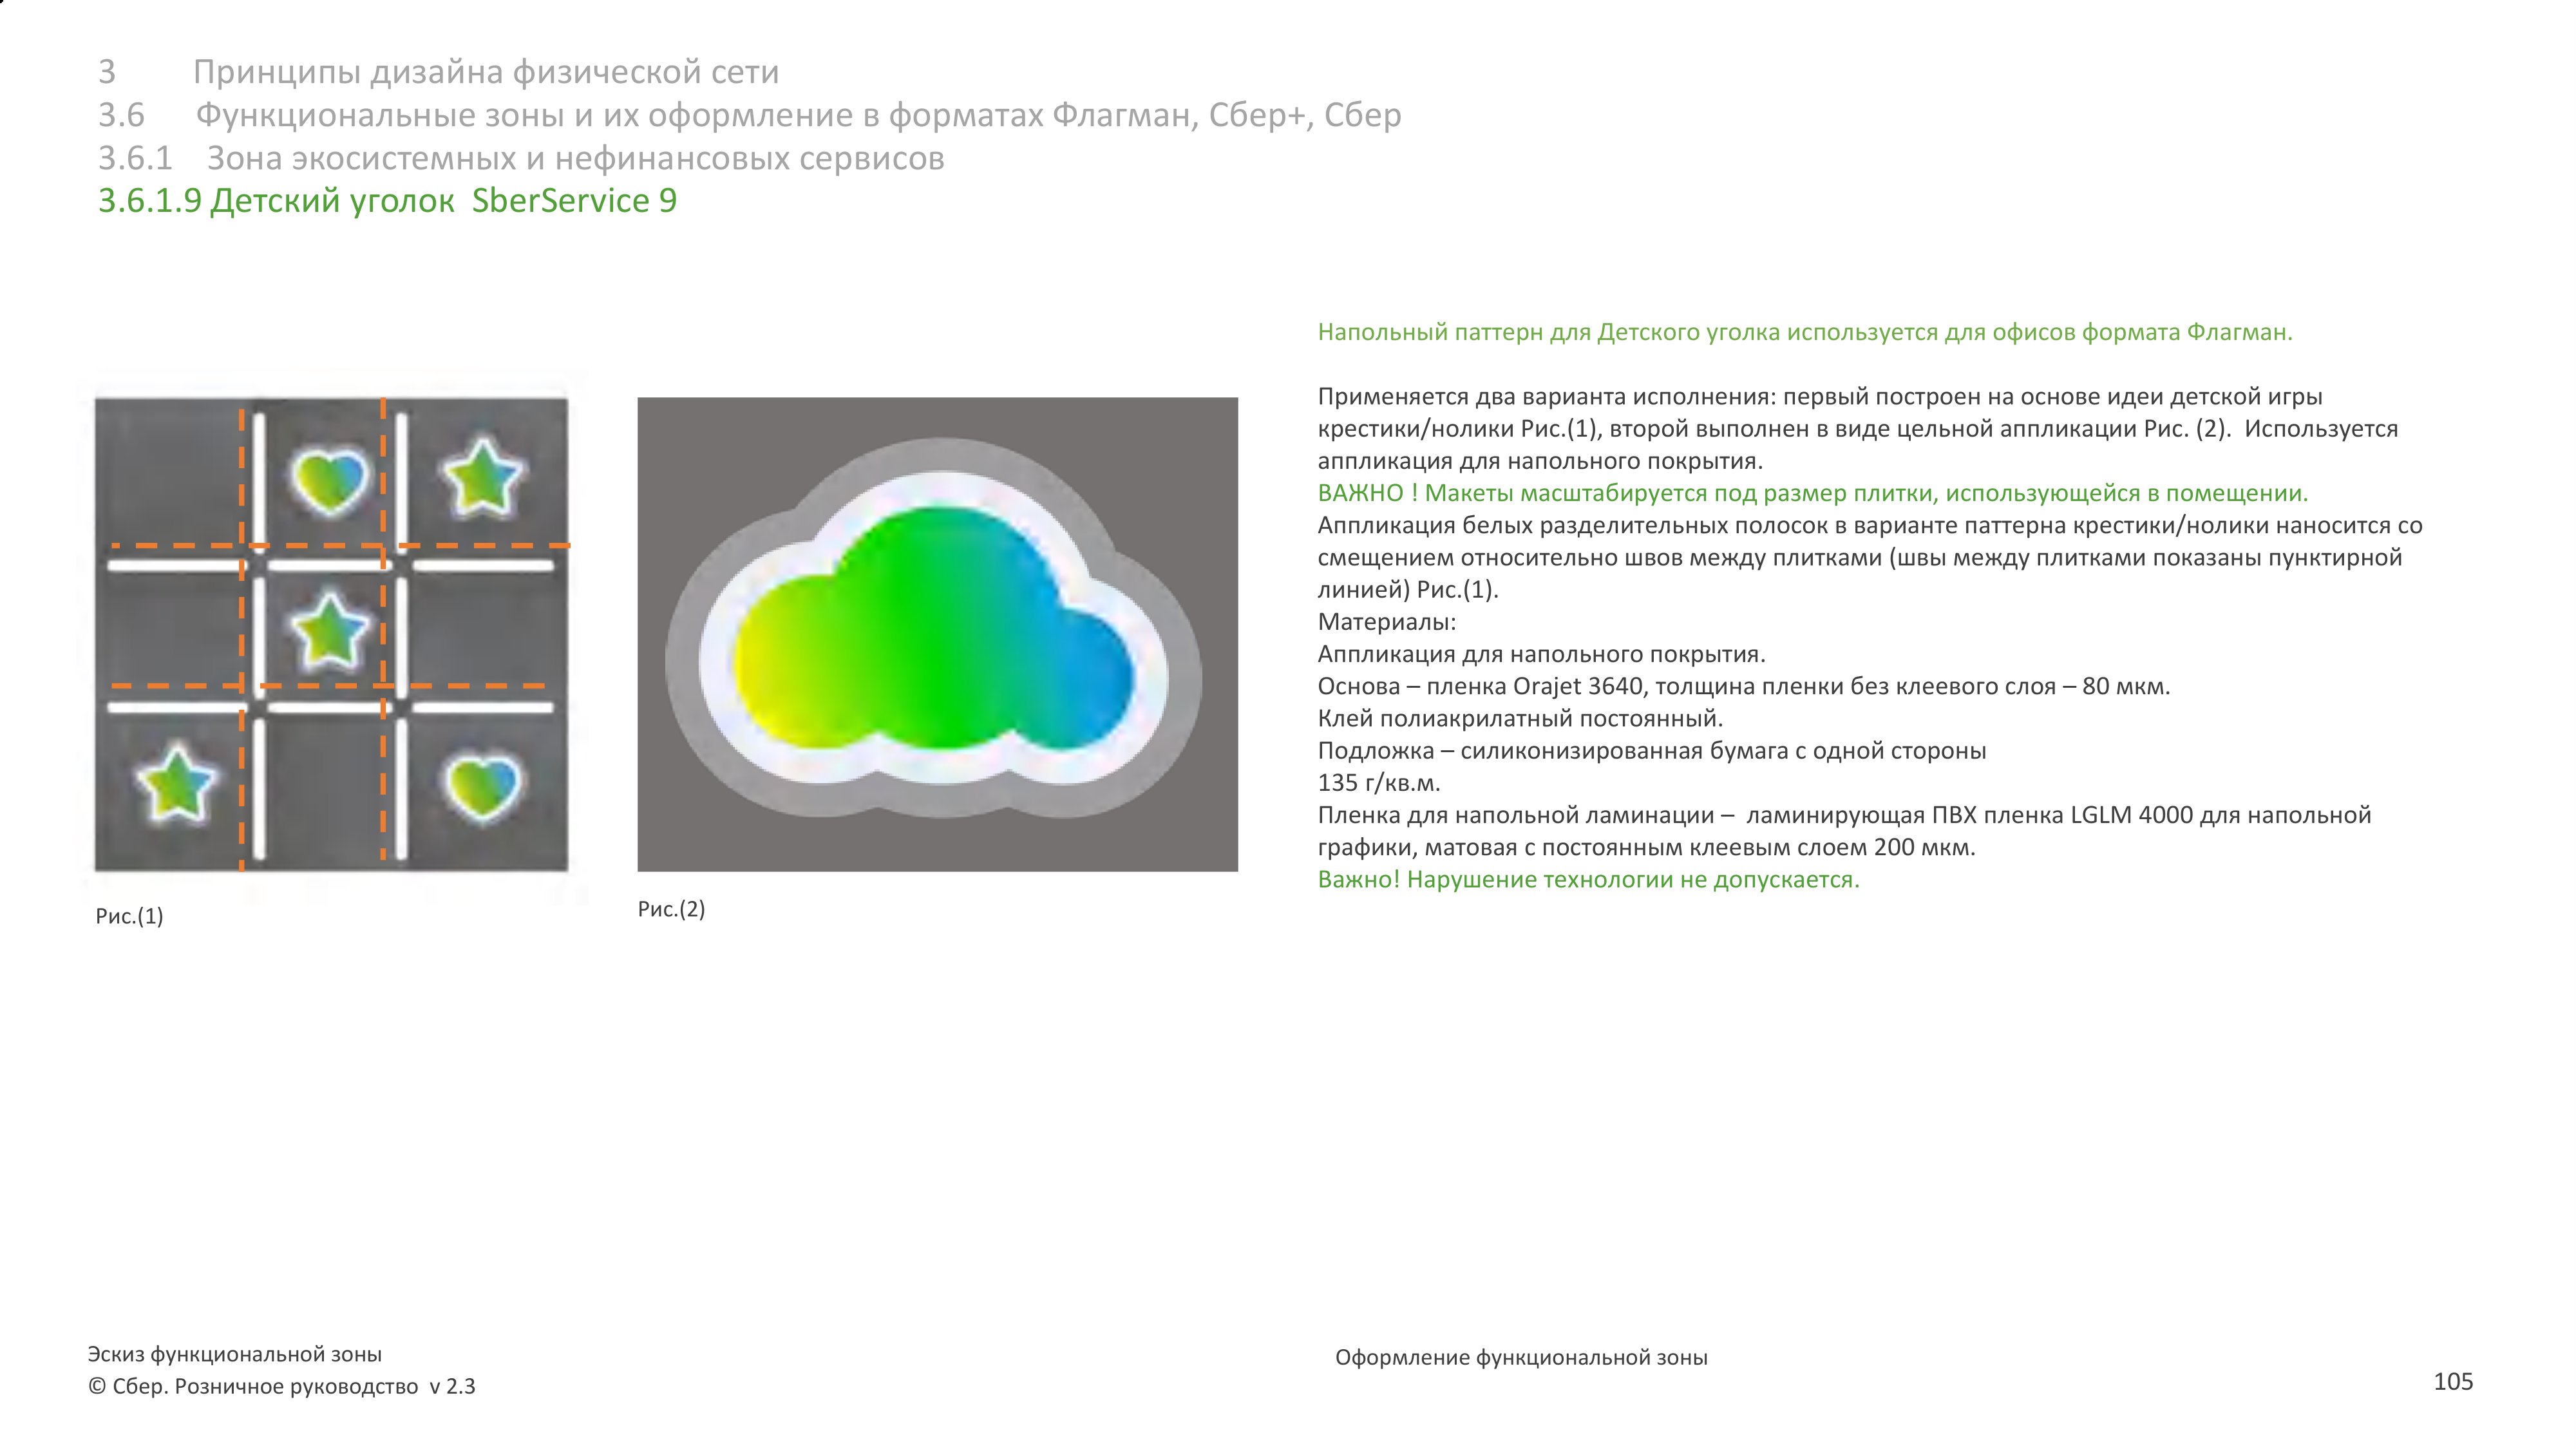 3 Принципы дизайна физической сети
3.6 Функциональные зоны и их оформление в форматах Флагман, Сбер+, Сбер
3.6.1 Зона экосистемных и нефинансовых сервисов
3.6.1.9 Детский уголок SberService 9
Напольный паттерн для Детского уголка используется для офисов формата Флагман.
Применяется два варианта исполнения: первый построен на основе идеи детской игры
крестики/нолики Рис.(1), второй выполнен в виде цельной аппликации Рис. (2). Используется
аппликация для напольного покрытия.
ВАЖНО ! Макеты масштабируется под размер плитки, использующейся в помещении.
Аппликация белых разделительных полосок в варианте паттерна крестики/нолики наносится со
смещением относительно швов между плитками (швы между плитками показаны пунктирной
линией) Рис.(1).
Материалы:
Аппликация для напольного покрытия.
Основа – пленка Orajet 3640, толщина пленки без клеевого слоя – 80 мкм.
Клей полиакрилатный постоянный.
Подложка – силиконизированная бумага с одной стороны
135 г/кв.м.
Пленка для напольной ламинации – ламинирующая ПВХ пленка LGLM 4000 для напольной
графики, матовая с постоянным клеевым слоем 200 мкм.
Важно! Нарушение технологии не допускается.
Рис.(1)
Рис.(2)
Эскиз функциональной зоны
© Сбер. Розничное руководство v 2.3
Оформление функциональной зоны
105